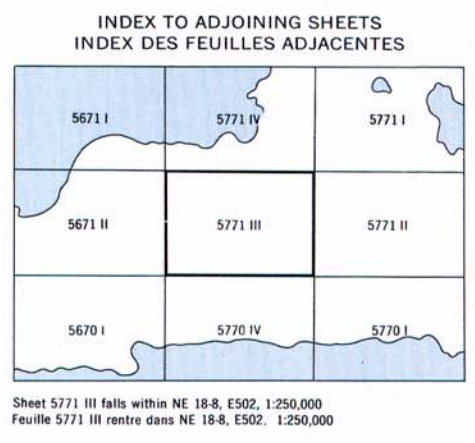 INDEX TO ADJOINING SHEETS
INDEX DES FEUILLES ADJACENTES
5671 I 5771 IV 5771 I
5671 II 5771 III 5771 II
5670 I 5770 IV 5770 I
Sheet 5771 III falls within NE 18-8, E502, 1:250,000
Feuille 5771 III rentre dans NE 18-8, E502, 1:250,000